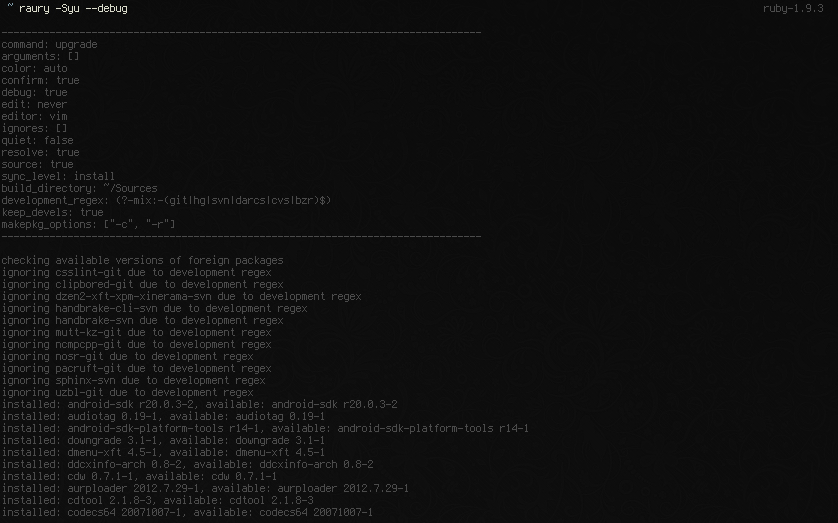 ~ raury -Syu --debug ruby-1.9.3
--------------------------------------------------------------------------------
command: upgrade
arguments: []
color: auto
confirm: true
debug: true
edit: never
editor: vim
ignores: []
quiet: false
resolve: true
source: true
sync_level: install
build_directory: ~/Sources
development_regex: (?-mix:-(git|hg|svn|darcs|cvs|bzr)$)
keep_devels: true
makepkg_options: ["-c", "-r"]
--------------------------------------------------------------------------------
checking available versions of foreign packages
ignoring csslint-git due to development regex
ignoring clipbored-git due to development regex
ignoring dzen2-xft-xpm-xinerama-svn due to development regex
ignoring handbrake-cli-svn due to development regex
ignoring handbrake-svn due to development regex
ignoring mutt-kz-git due to development regex
ignoring ncmpcpp-git due to development regex
ignoring nosr-git due to development regex
ignoring pacruft-git due to development regex
ignoring sphinx-svn due to development regex
ignoring uzbl-git due to development regex
installed: android-sdk r20.0.3-2, available: android-sdk r20.0.3-2
installed: audiotag 0.19-1, available: audiotag 0.19-1
installed: android-sdk-platform-tools r14-1, available: android-sdk-platform-tools r14-1
installed: downgrade 3.1-1, available: downgrade 3.1-1
installed: dmenu-xft 4.5-1, available: dmenu-xft 4.5-1
installed: ddcxinfo-arch 0.8-2, available: ddcxinfo-arch 0.8-2
installed: cdw 0.7.1-1, available: cdw 0.7.1-1
installed: aurploader 2012.7.29-1, available: aurploader 2012.7.29-1
installed: cdtool 2.1.8-3, available: cdtool 2.1.8-3
installed: codecs64 20071007-1, available: codecs64 20071007-1